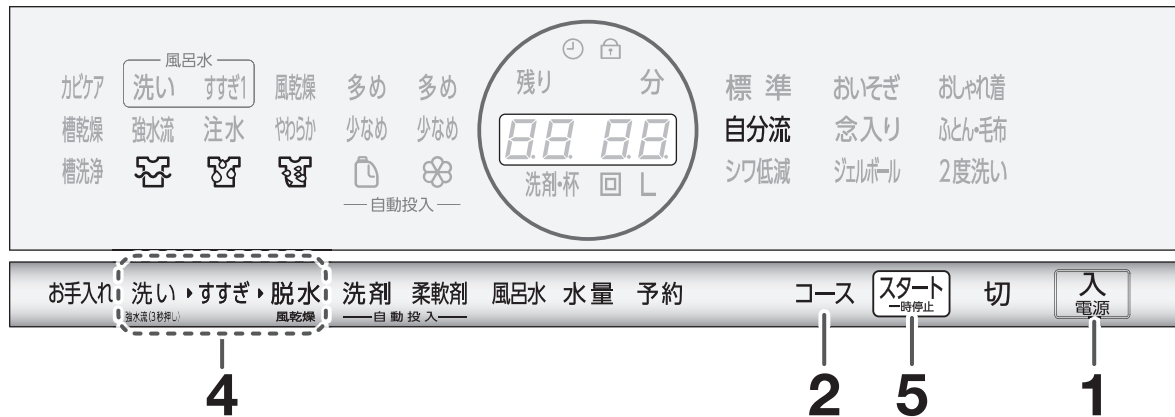 風呂水
残り 分
カビケア 洗い すすぎ1 風乾燥 多め 多め 標準 おいそぎ おしゃれ着
槽乾燥 強水流 注水 やわらか 少なめ 少なめ 88 88 自分流 念入り ふとん・毛布
槽洗浄 洗剤・杯 回 L シワ低減 ジェルボール 2度洗い
自動投入
お手入れ 洗い すすぎ 脱水 洗剤 柔軟剤 風呂水 水量 予約 コース スタート 切 入
強水流(3秒押し) 風乾燥 自動投入 一時停止 電源
4 2 5 1